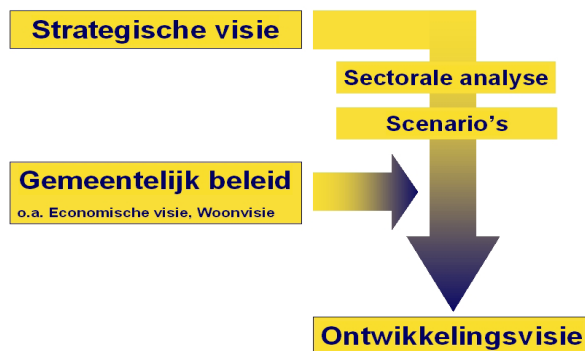 Strategische visie
Sectorale analyse
Scenario's
Gemeentelijk beleid
o.a. Economische visie, Woonvisie
Ontwikkelingsvisie